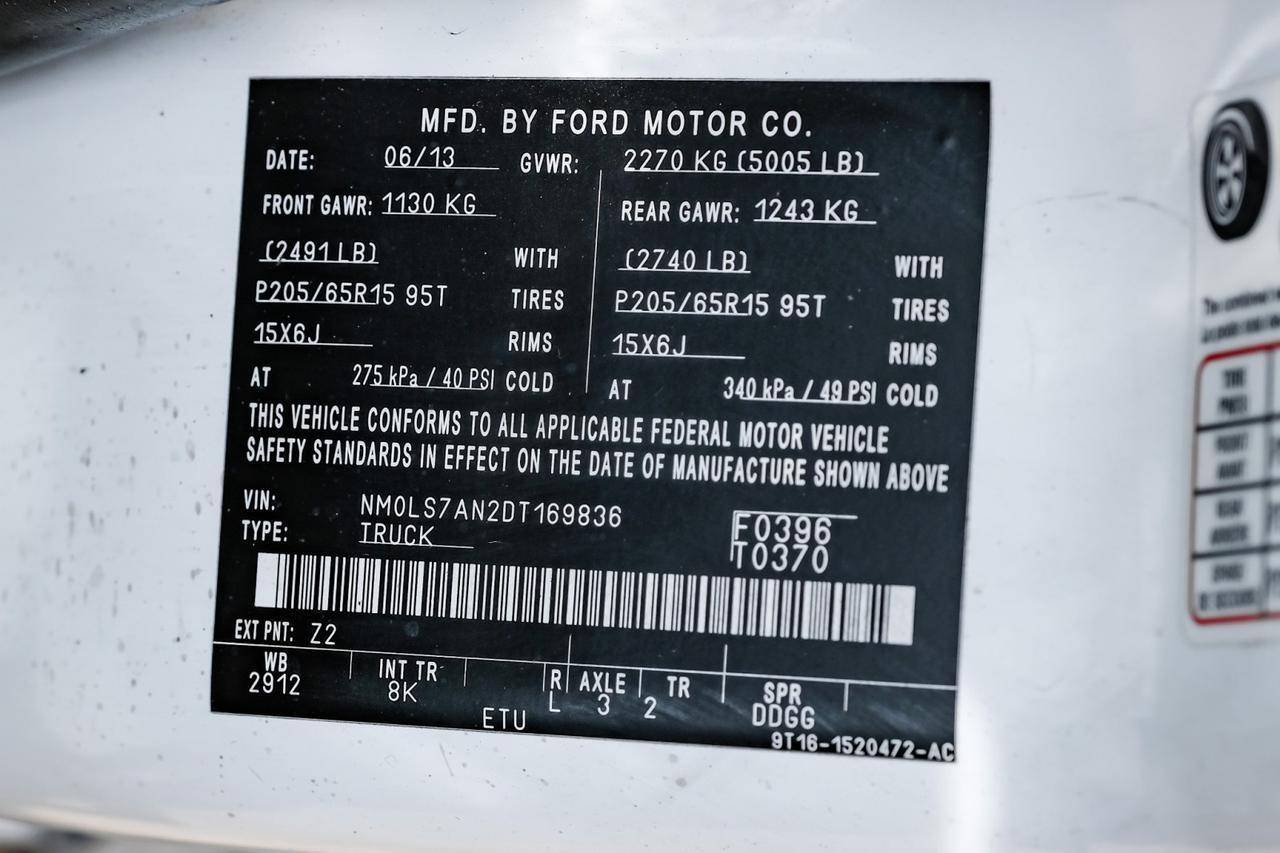 MFD. BY FORD MOTOR CO.
DATE: 06/13 GVWR: 2270 KG (5005 LB)
FRONT GAWR: 1130 KG REAR GAWR: 1243 KG
(2491 LB) WITH (2740 LB) WITH
P205/65R15 95T TIRES P205/65R15 95T TIRES
15X6J RIMS 15X6J RIMS
AT 275 kPa / 40 PSI COLD AT 340 kPa / 49 PSI COLD
THIS VEHICLE CONFORMS TO ALL APPLICABLE FEDERAL MOTOR VEHICLE
SAFETY STANDARDS IN EFFECT ON THE DATE OF MANUFACTURE SHOWN ABOVE
VIN: NM0LS7AN2DT169836
TYPE: TRUCK
F0396
T0370
EXT PNT: Z2
WB INT TR R AXLE TR SPR
2912 8K L 3 2 DDGG
ETU
9T16-1520472-AC
The combined